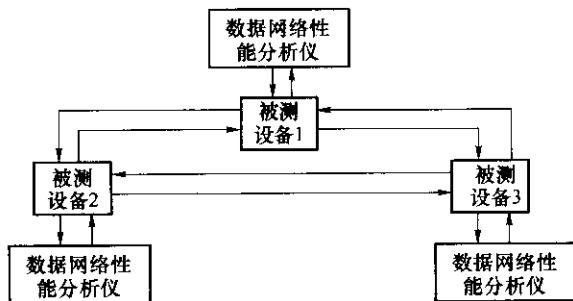 数据网络性
能分析仪
被测
设备1
被测
设备2
被测
设备3
数据网络性
能分析仪
数据网络性
能分析仪